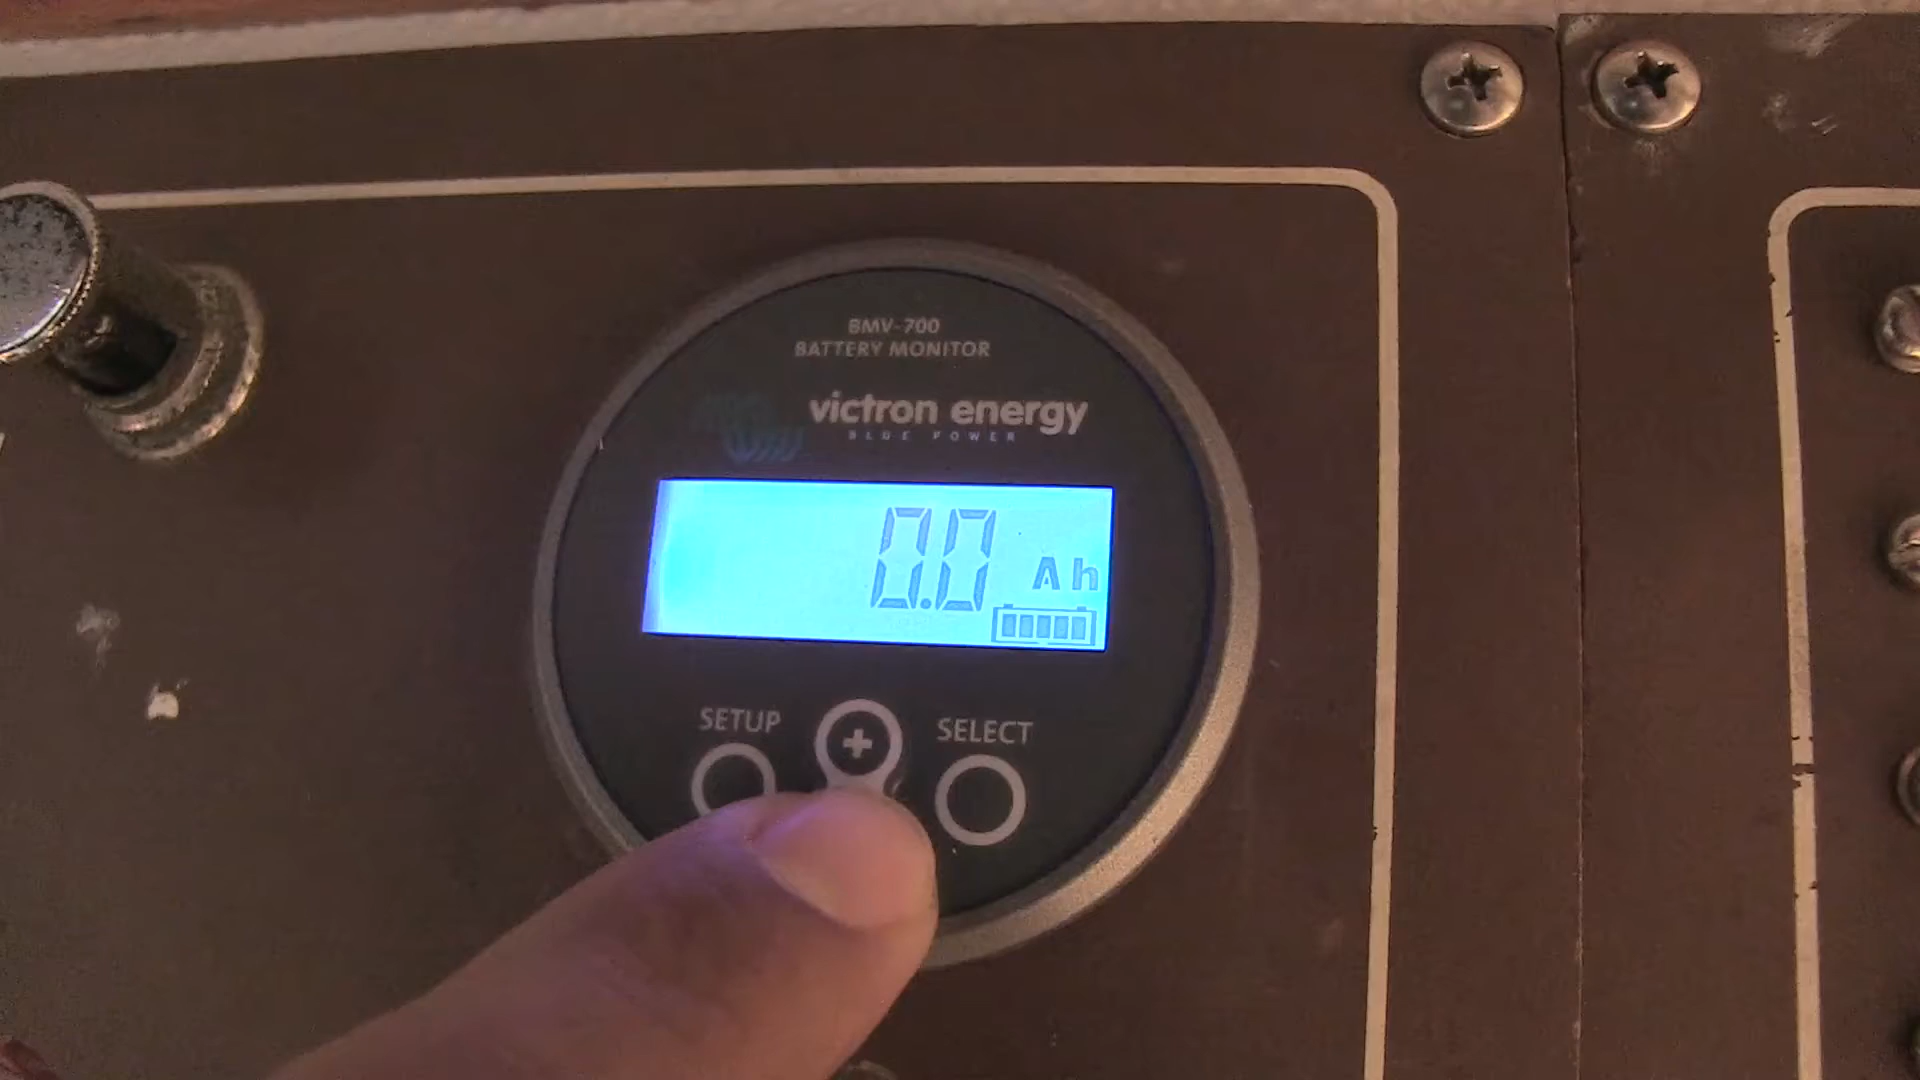 BMV-700
BATTERY MONITOR
victron energy
BLUE POWER
0.0 Ah
SETUP
+
SELECT